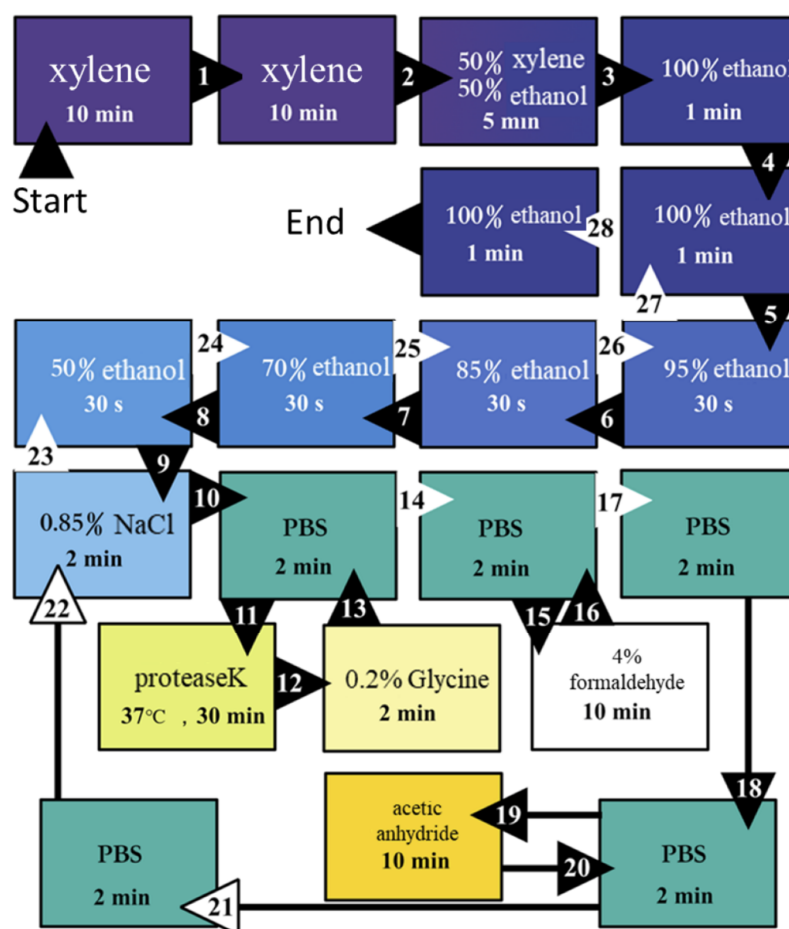 xylene
10 min
1
xylene
10 min
2
50% xylene
50% ethanol
5 min
3
100% ethanol
1 min
4
Start
End
100% ethanol
1 min
28
100% ethanol
1 min
27
5
50% ethanol
30 s
24
8
70% ethanol
30 s
25
7
85% ethanol
30 s
26
6
95% ethanol
30 s
23
9
0.85% NaCl
2 min
10
PBS
2 min
14
PBS
2 min
17
PBS
2 min
22
11
13
15
16
proteaseK
37°C , 30 min
12
0.2% Glycine
2 min
4%
formaldehyde
10 min
18
PBS
2 min
acetic
anhydride
10 min
19
20
PBS
2 min
21